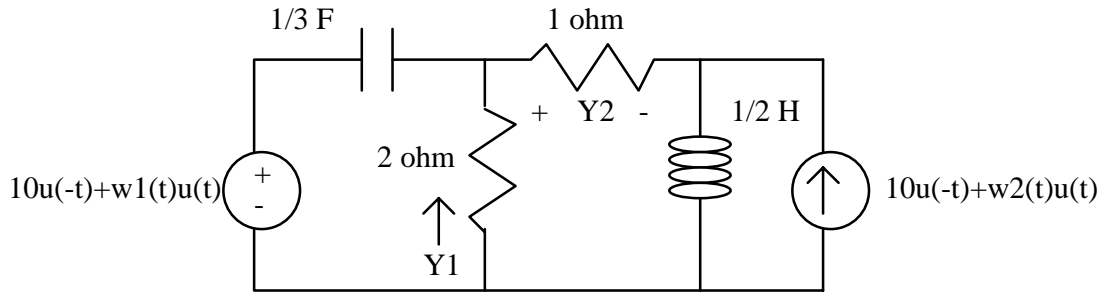 1/3 F
1 ohm
+ Y2 -
1/2 H
2 ohm
10u(-t)+w1(t)u(t)
+
-
10u(-t)+w2(t)u(t)
Y1